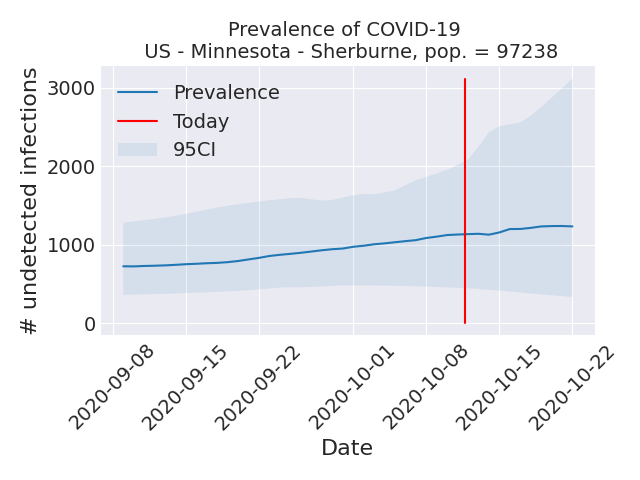 Prevalence of COVID-19
US - Minnesota - Sherburne, pop. = 97238
# undetected infections
3000
2000
1000
0
Prevalence
Today
95CI
2020-09-08
2020-09-15
2020-09-22
2020-10-01
2020-10-08
2020-10-15
2020-10-22
Date